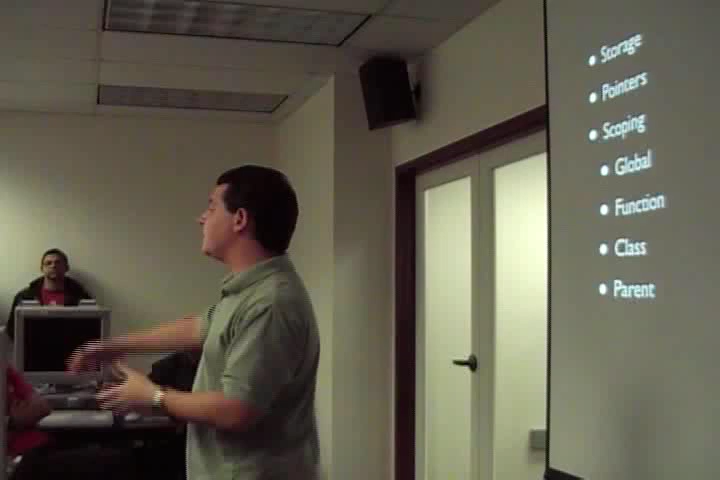 • Storage
• Pointers
• Scoping
• Global
• Function
• Class
• Parent